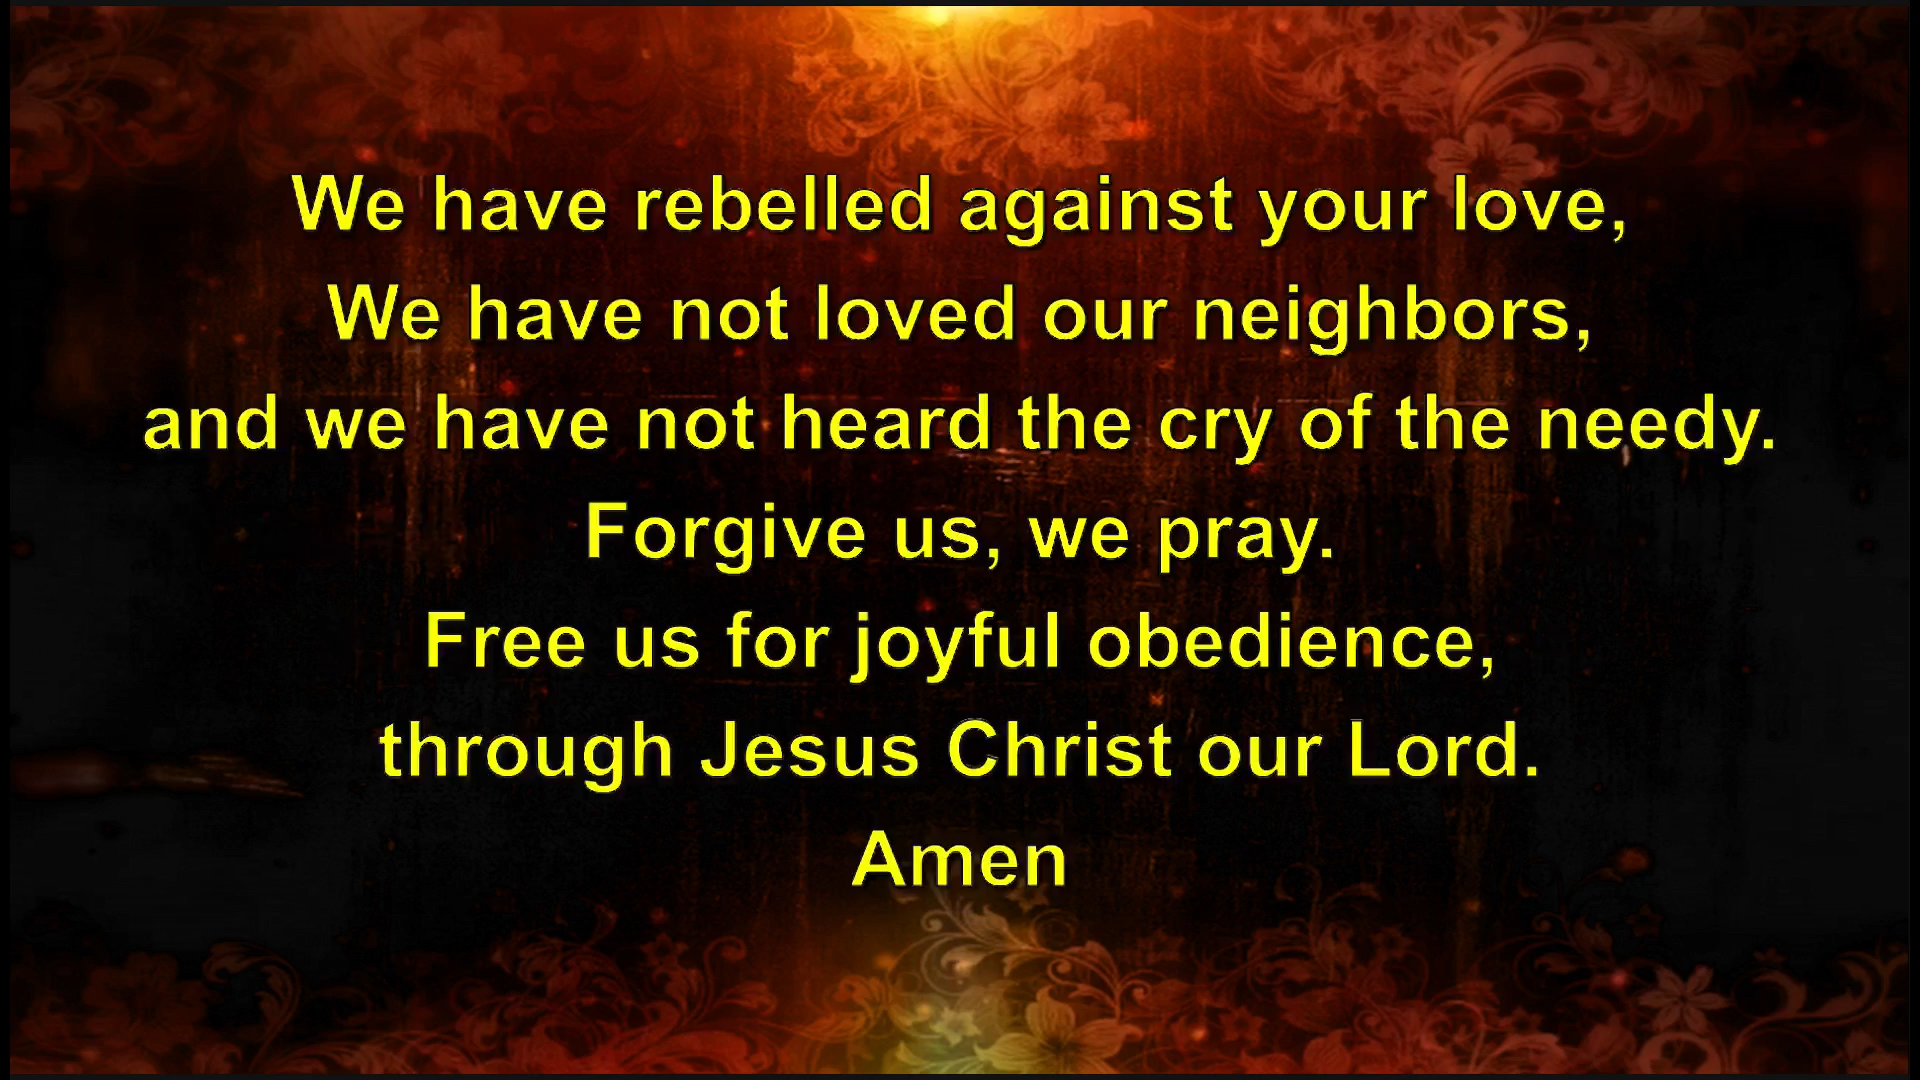 We have rebelled against your love,
We have not loved our neighbors,
and we have not heard the cry of the needy.
Forgive us, we pray.
Free us for joyful obedience,
through Jesus Christ our Lord.
Amen